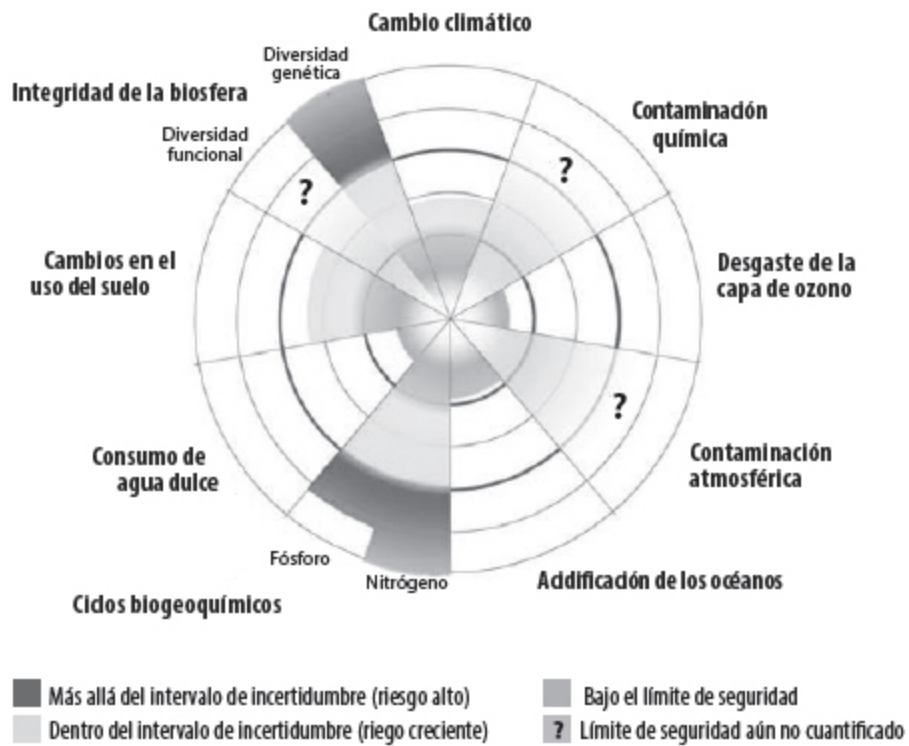 Cambio climático
Diversidad
genética
Integridad de la biosfera
Diversidad
funcional
?
Contaminación
química
?
Cambios en el
uso del suelo
Desgaste de la
capa de ozono
?
Consumo de
agua dulce
Contaminación
atmosférica
Fósforo
Nitrógeno
Acidificación de los océanos
Ciclos biogeoquímicos
Más allá del intervalo de incertidumbre (riesgo alto)
Dentro del intervalo de incertidumbre (riego creciente)
Bajo el límite de seguridad
? Límite de seguridad aún no cuantificado